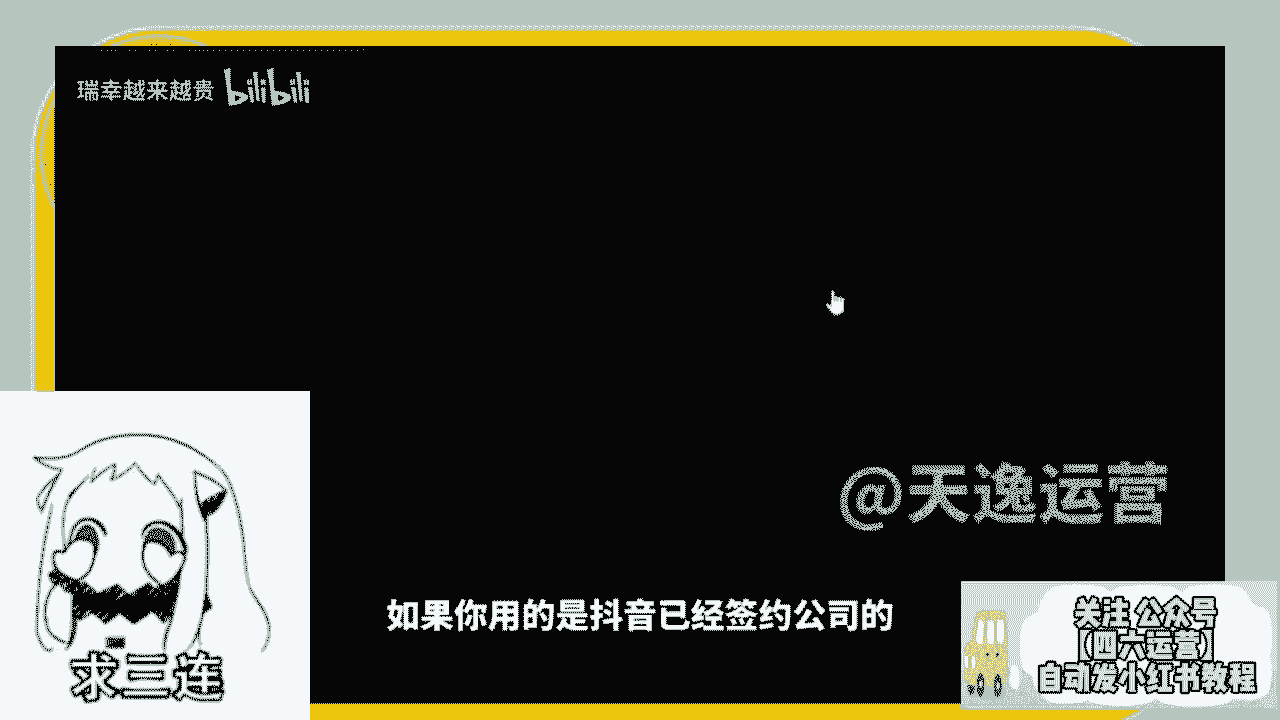 瑞幸越来越贵 bilibili
@天逸运营
如果你用的是抖音已经签约公司的
求三连
关注 公众号
(四六运营)
自动发小红书教程